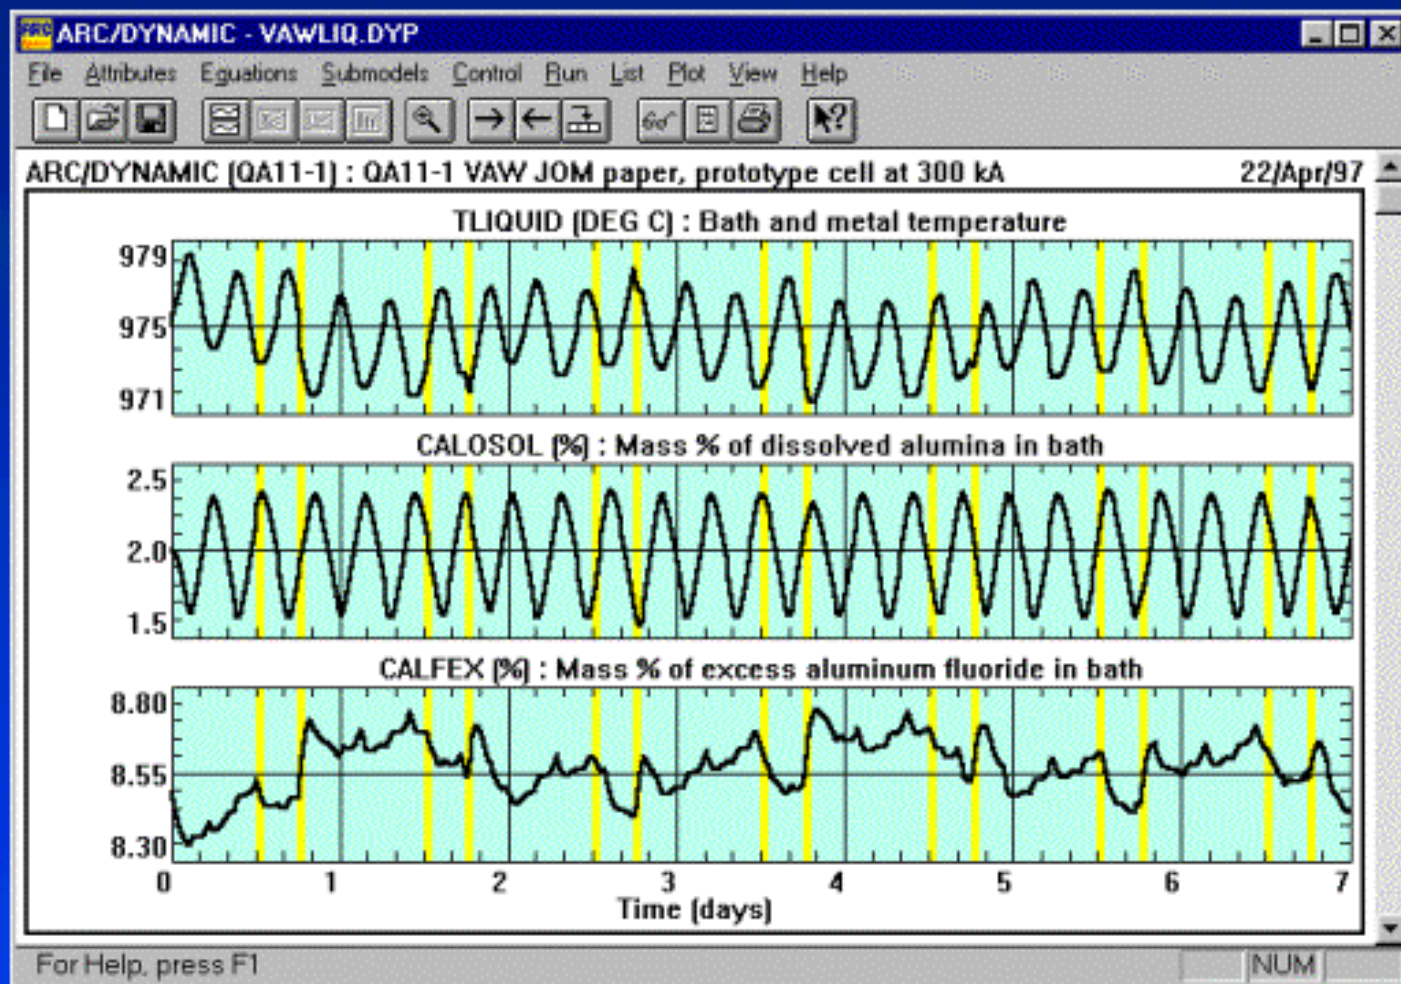 ARC/DYNAMIC - VAWLIQ.DYP
File Attributes Equations Submodels Control Run List Plot View Help
ARC/DYNAMIC (QA11-1) : QA11-1 VAW JOM paper, prototype cell at 300 kA 22/Apr/97
TLIQUID (DEG C) : Bath and metal temperature
979
975
971
CALOSOL (%) : Mass % of dissolved alumina in bath
2.5
2.0
1.5
CALFEX (%) : Mass % of excess aluminum fluoride in bath
8.80
8.55
8.30
0 1 2 3 4 5 6 7
Time (days)
For Help, press F1 NUM